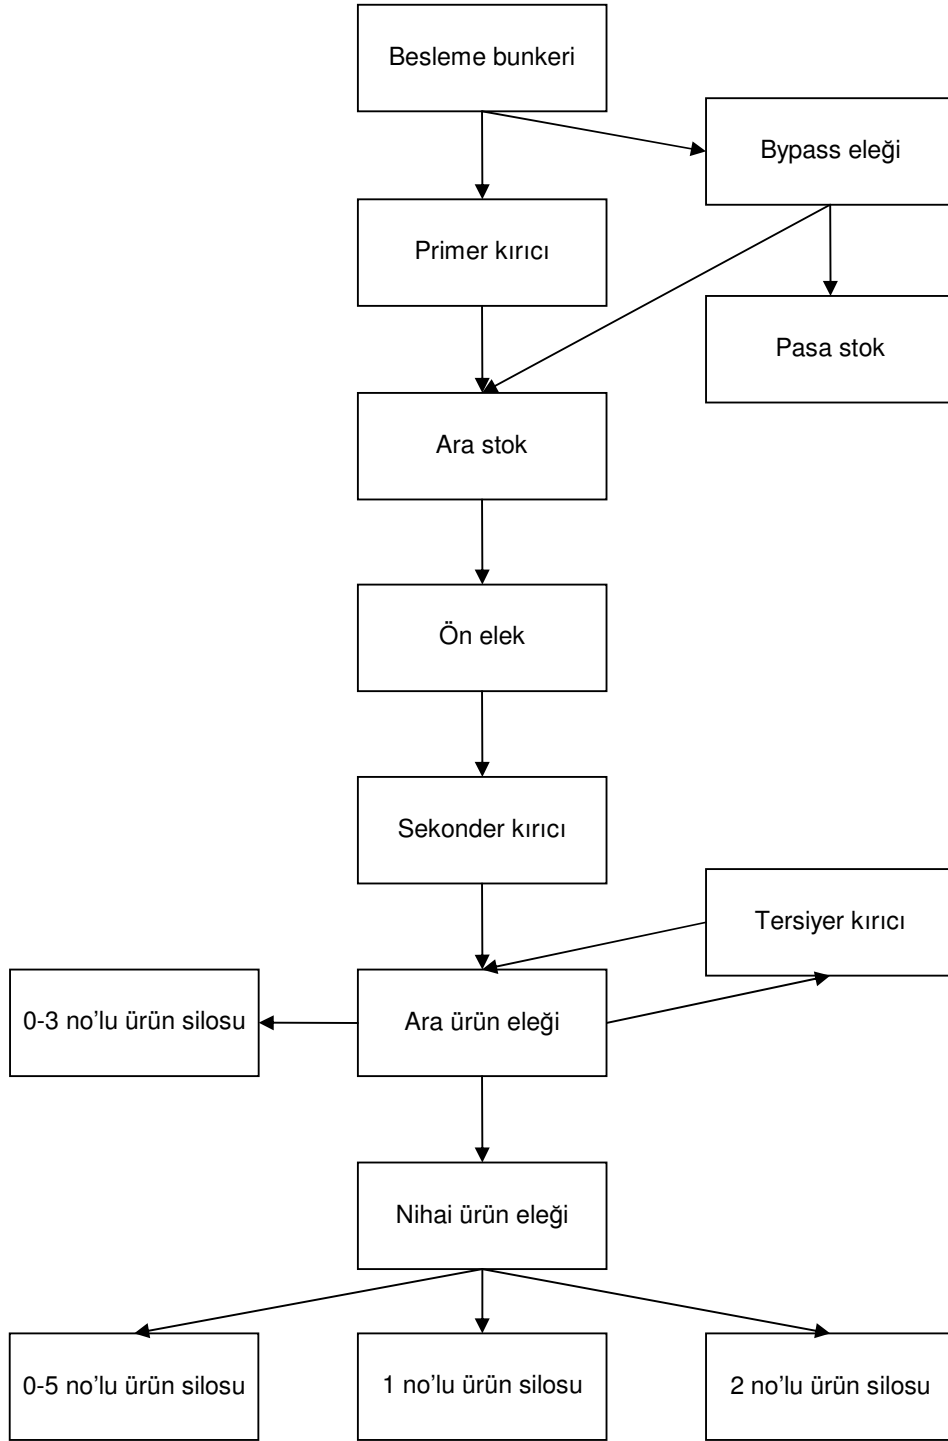 Besleme bunkeri
Bypass eleği
Primer kırıcı
Pasa stok
Ara stok
Ön elek
Sekonder kırıcı
Tersiyer kırıcı
0-3 no’lu ürün silosu
Ara ürün eleği
Nihai ürün eleği
0-5 no’lu ürün silosu
1 no’lu ürün silosu
2 no’lu ürün silosu